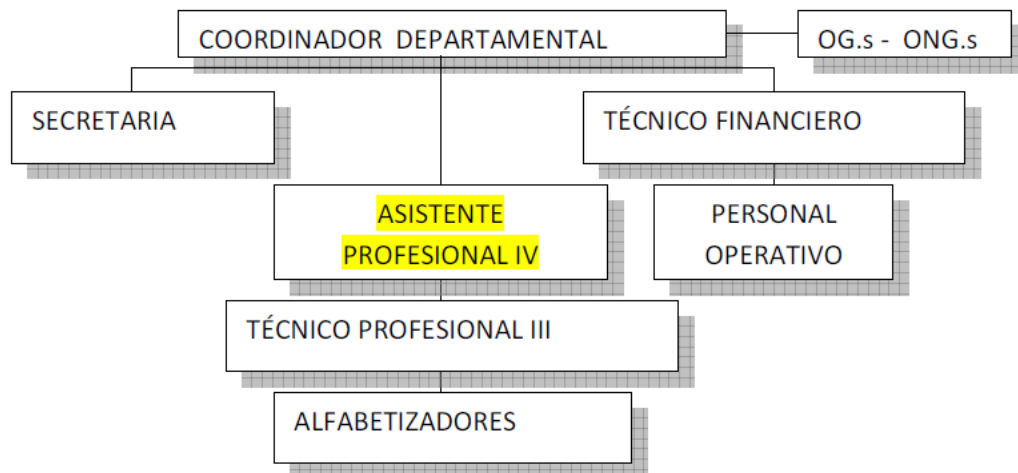 COORDINADOR DEPARTAMENTAL
OG.s - ONG.s
SECRETARIA
TÉCNICO FINANCIERO
ASISTENTE
PROFESIONAL IV
PERSONAL
OPERATIVO
TÉCNICO PROFESIONAL III
ALFABETIZADORES